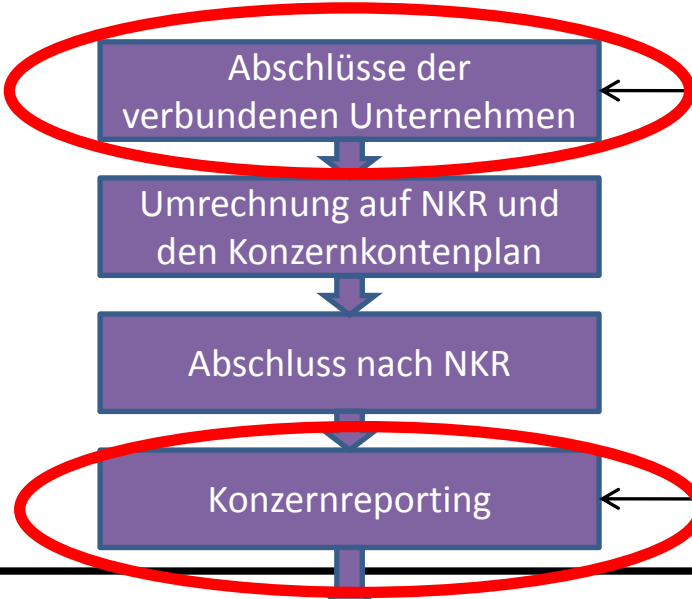 Abschlüsse der
verbundenen Unternehmen
Umrechnung auf NKR und
den Konzernkontenplan
Abschluss nach NKR
Konzernreporting